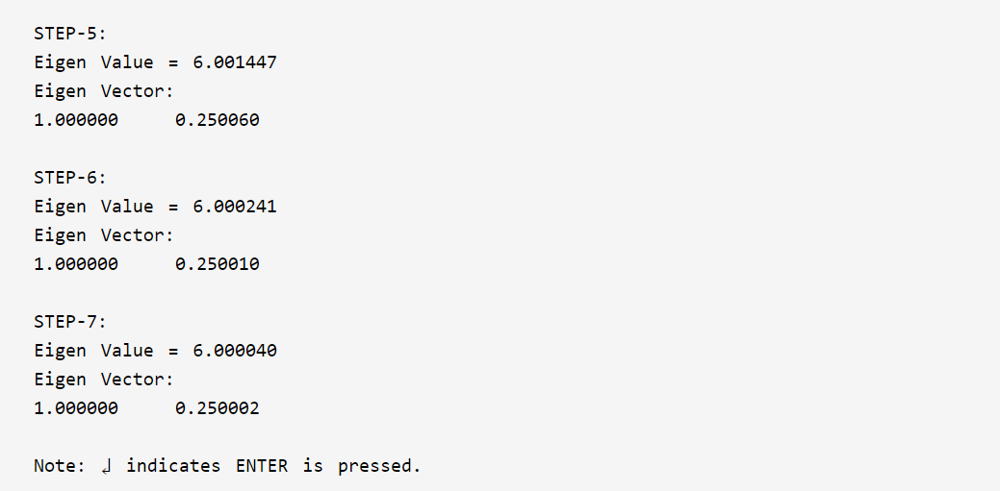 STEP-5:
Eigen Value = 6.001447
Eigen Vector:
1.000000     0.250060
STEP-6:
Eigen Value = 6.000241
Eigen Vector:
1.000000     0.250010
STEP-7:
Eigen Value = 6.000040
Eigen Vector:
1.000000     0.250002
Note: ↲ indicates ENTER is pressed.